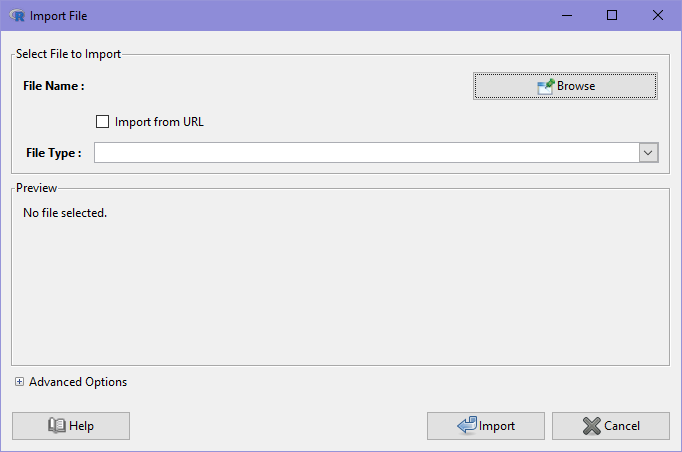 Import File
Select File to Import
File Name :
Browse
Import from URL
File Type :
Preview
No file selected.
Advanced Options
Help
Import
Cancel